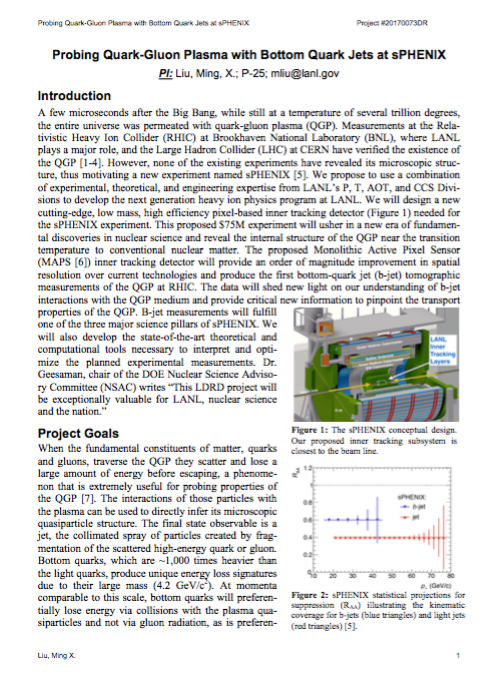 Probing Quark-Gluon Plasma with Bottom Quark Jets at sPHENIX
Project #20170073DR
Probing Quark-Gluon Plasma with Bottom Quark Jets at sPHENIX
PI: Liu, Ming, X.; P-25; mliu@lanl.gov
Introduction
A few microseconds after the Big Bang, while still at a temperature of several trillion degrees,
the entire universe was permeated with quark-gluon plasma (QGP). Measurements at the Rela-
tivistic Heavy Ion Collider (RHIC) at Brookhaven National Laboratory (BNL), where LANL
plays a major role, and the Large Hadron Collider (LHC) at CERN have verified the existence of
the QGP [1-4]. However, none of the existing experiments have revealed its microscopic struc-
ture, thus motivating a new experiment named sPHENIX [5]. We propose to use a combination
of experimental, theoretical, and engineering expertise from LANL's P, T, AOT, and CCS Divi-
sions to develop the next generation heavy ion physics program at LANL. We will design a new
cutting-edge, low mass, high efficiency pixel-based inner tracking detector (Figure 1) needed for
the sPHENIX experiment. This proposed $75M experiment will usher in a new era of fundamen-
tal discoveries in nuclear science and reveal the internal structure of the QGP near the transition
temperature to conventional nuclear matter. The proposed Monolithic Active Pixel Sensor
(MAPS [6]) inner tracking detector will provide an order of magnitude improvement in spatial
resolution over current technologies and produce the first bottom-quark jet (b-jet) tomographic
measurements of the QGP at RHIC. The data will shed new light on our understanding of b-jet
interactions with the QGP medium and provide critical new information to pinpoint the transport
properties of the QGP. B-jet measurements will fulfill
one of the three major science pillars of sPHENIX. We
will also develop the state-of-the-art theoretical and
computational tools necessary to interpret and opti-
mize the planned experimental measurements. Dr.
Geesaman, chair of the DOE Nuclear Science Adviso-
ry Committee (NSAC) writes "This LDRD project will
be exceptionally valuable for LANL, nuclear science
and the nation."
Project Goals
When the fundamental constituents of matter, quarks
and gluons, traverse the QGP they scatter and lose a
large amount of energy before escaping, a phenome-
non that is extremely useful for probing properties of
the QGP [7]. The interactions of those particles with
the plasma can be used to directly infer its microscopic
quasiparticle structure. The final state observable is a
jet, the collimated spray of particles created by frag-
mentation of the scattered high-energy quark or gluon.
Bottom quarks, which are ~1,000 times heavier than
the light quarks, produce unique energy loss signatures
due to their large mass (4.2 GeV/c²). At momenta
comparable to this scale, bottom quarks will preferen-
tially lose energy via collisions with the plasma qua-
siparticles and not via gluon radiation, as is preferen-
LANL
Inner
Tracking
Layers
Figure 1: The sPHENIX conceptual design.
Our proposed inner tracking subsystem is
closest to the beam line.
R_AA
1.2
1
0.8
0.6
0.4
0.2
0
sPHENIX:
b-jet
jet
10 20 30 40 50 60 70 80
p_T (GeV/c)
Figure 2: sPHENIX statistical projections for
suppression (R_AA) illustrating the kinematic
coverage for b-jets (blue triangles) and light jets
(red triangles) [5].
Liu, Ming X.
1